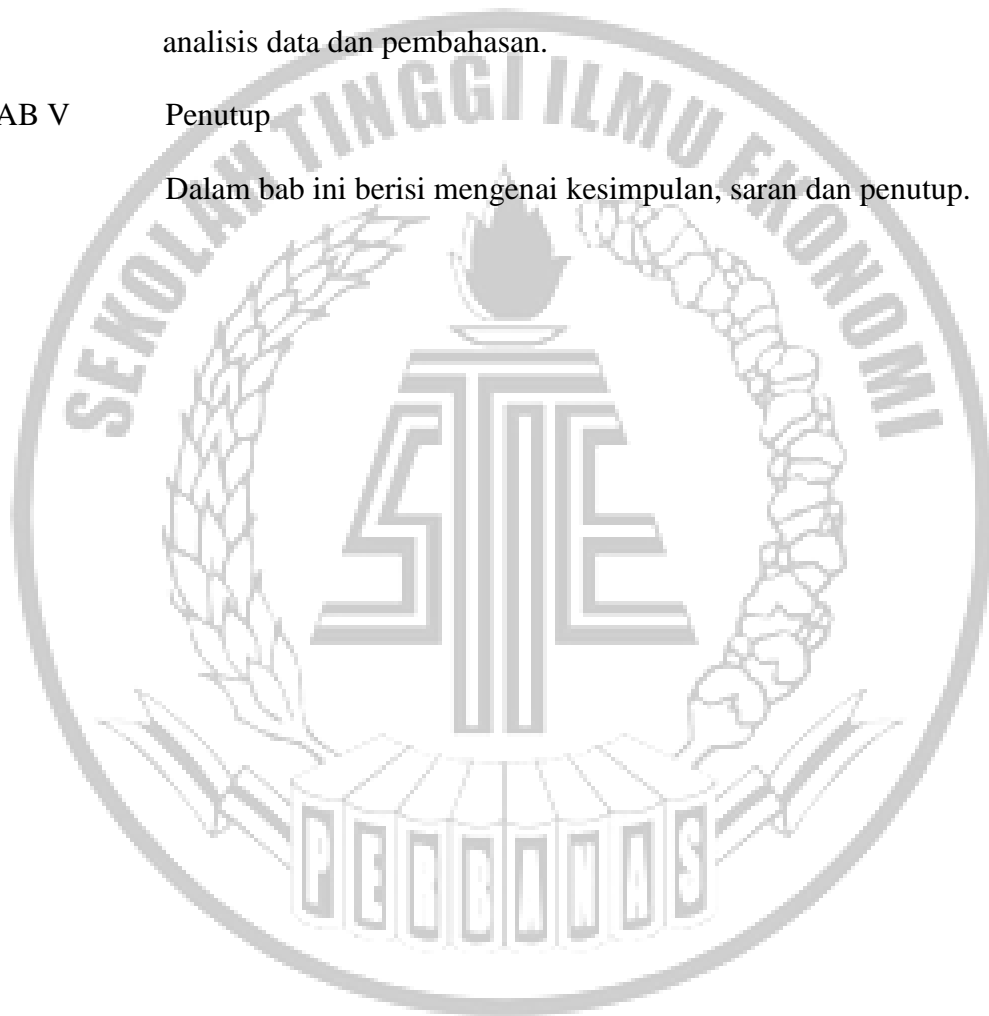 analisis data dan pembahasan.
AB V Penutup
Dalam bab ini berisi mengenai kesimpulan, saran dan penutup.
SEKOLAH TINGGI ILMU EKONOMI
STIE
PERBANAS